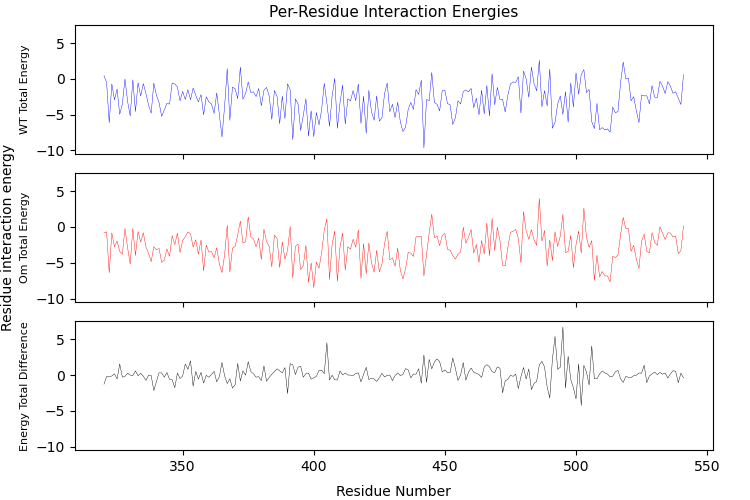 Per-Residue Interaction Energies
Residue interaction energy
WT Total Energy
5
0
−5
−10
Om Total Energy
5
0
−5
−10
Energy Total Difference
5
0
−5
−10
350
400
450
500
550
Residue Number